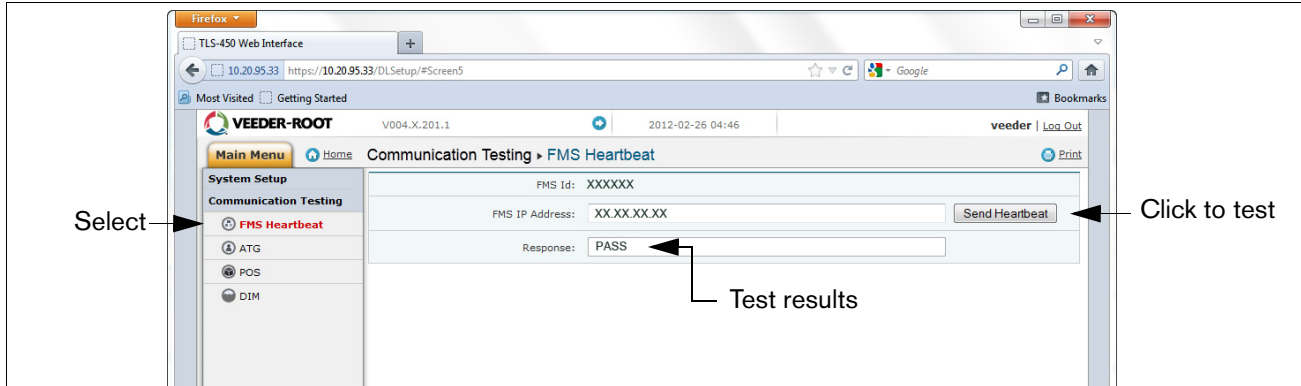 Firefox
TLS-450 Web Interface
10.20.95.33 https://10.20.95.33/DLSetup/#Screen5
Google
Most Visited Getting Started
Bookmarks
VEEDER-ROOT V004.X.201.1 2012-02-26 04:46 veeder | Log Out
Main Menu Home Communication Testing ▸ FMS Heartbeat Print
System Setup
FMS Id: XXXXXX
Communication Testing
FMS IP Address: XX.XX.XX.XX Send Heartbeat
Select
FMS Heartbeat
Click to test
ATG
Response: PASS
POS
DIM
Test results